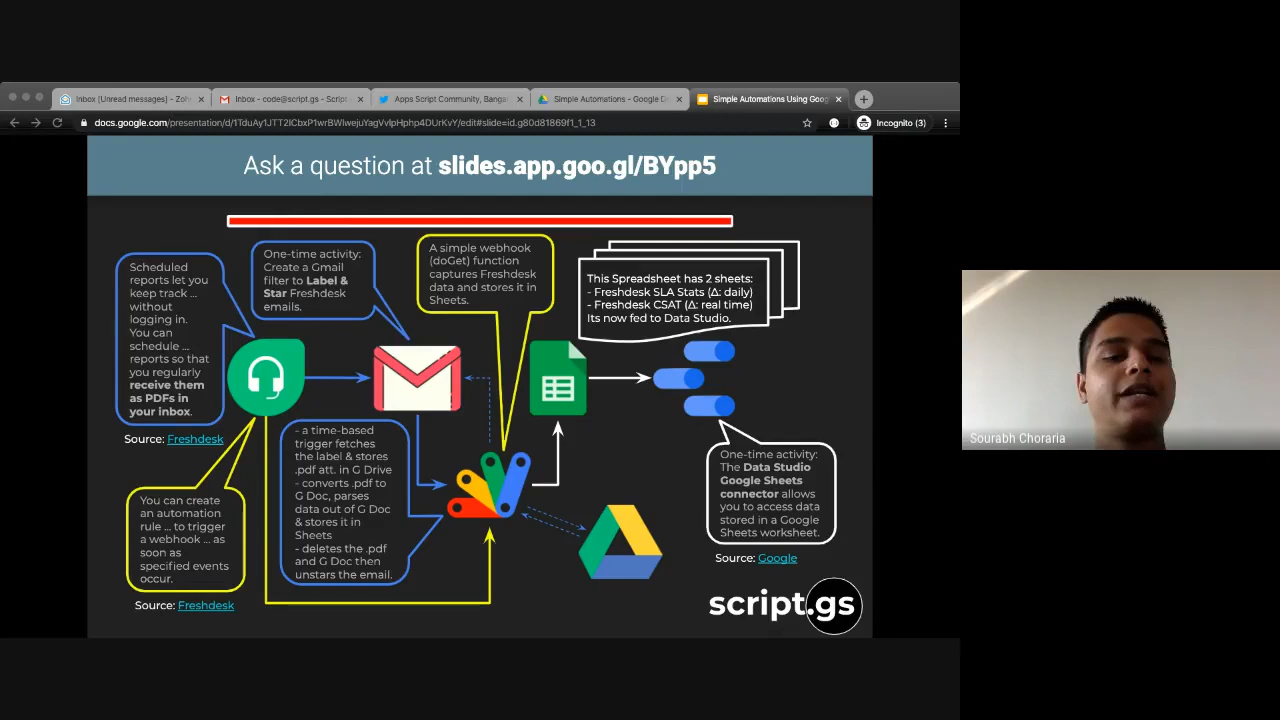 Inbox (Unread messages) - Zoh
Inbox - code@script.gs - Script
Apps Script Community, Banga
Simple Automations - Google D
Simple Automations Using Goog
docs.google.com/presentation/d/
Incognito (3)
Ask a question at slides.app.goo.gl/BYpp5
Scheduled
reports let you
keep track ...
without
logging in.
You can
schedule ...
reports so that
you regularly
receive them
as PDFs in
your inbox.
Source: Freshdesk
One-time activity:
Create a Gmail
filter to Label &
Star Freshdesk
emails.
A simple webhook
(doGet) function
captures Freshdesk
data and stores it in
Sheets.
This Spreadsheet has 2 sheets:
- Freshdesk SLA Stats (Δ: daily)
- Freshdesk CSAT (Δ: real time)
Its now fed to Data Studio.
You can create
an automation
rule ... to trigger
a webhook ... as
soon as
specified events
occur.
Source: Freshdesk
- a time-based
trigger fetches
the label & stores
.pdf att. in G Drive
- converts .pdf to
G Doc, parses
data out of G Doc
& stores it in
Sheets
- deletes the .pdf
and G Doc then
unstars the email.
One-time activity:
The Data Studio
Google Sheets
connector allows
you to access data
stored in a Google
Sheets worksheet.
Source: Google
script.gs
Sourabh Choraria